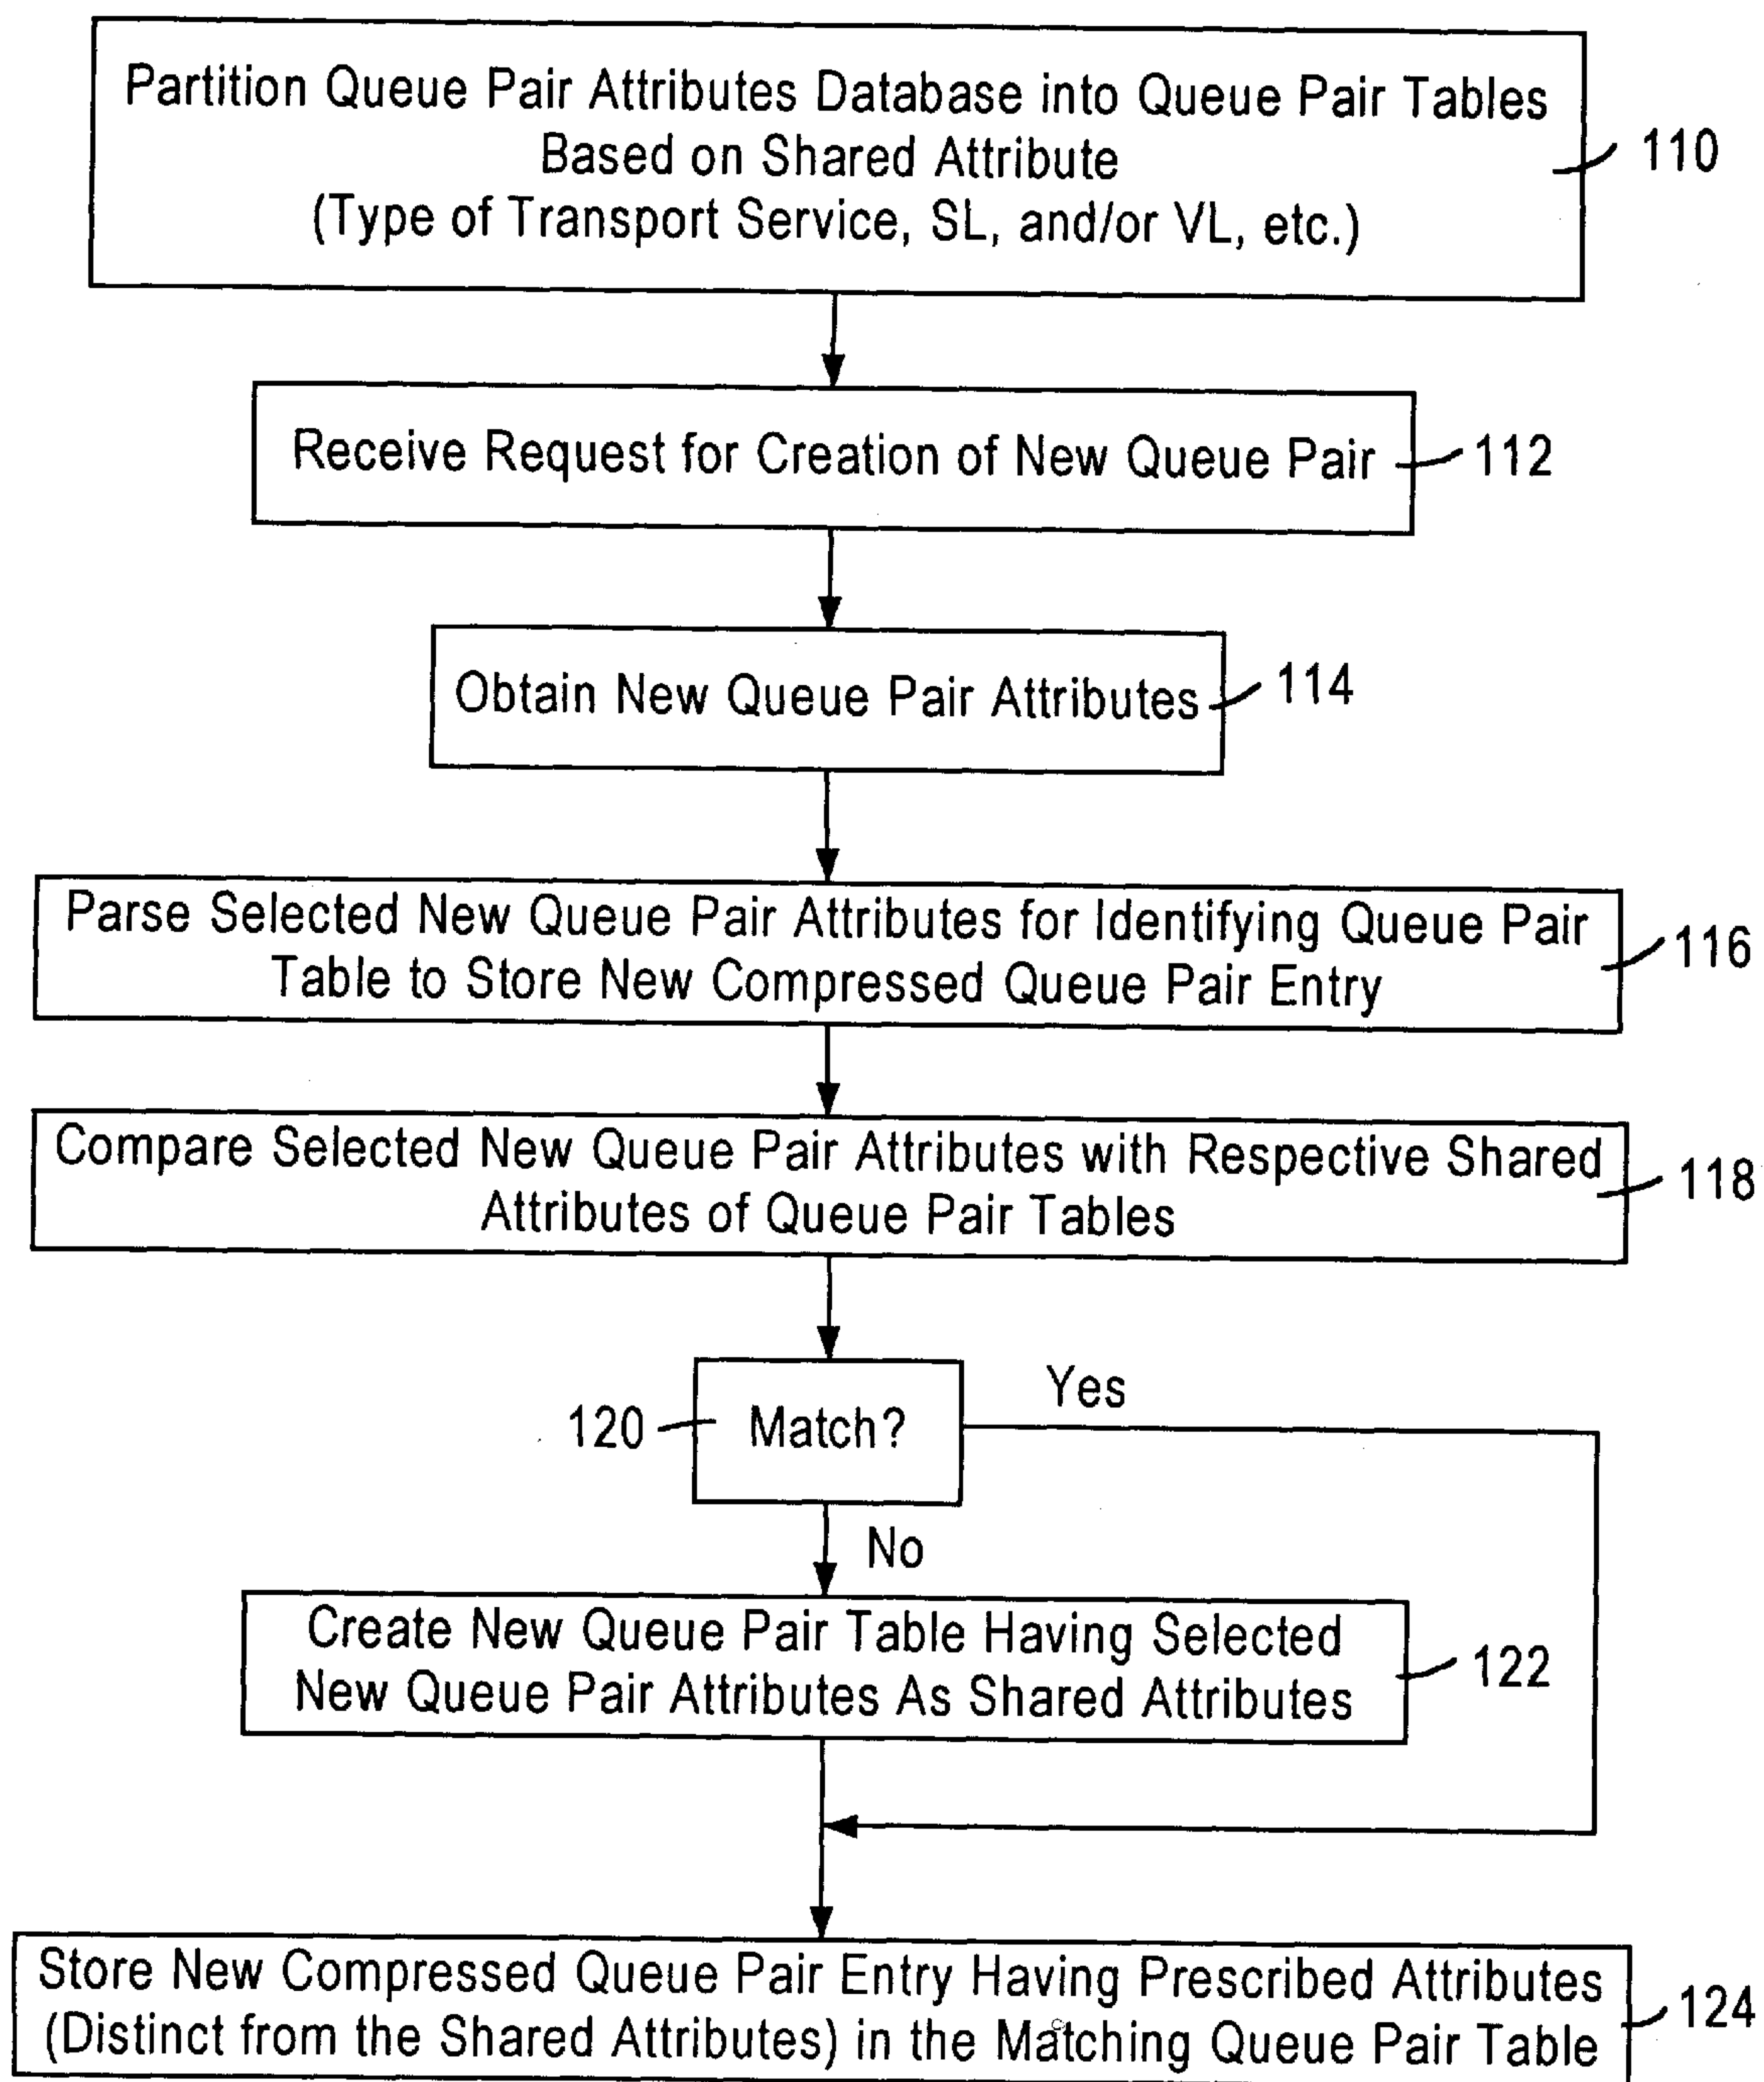 Partition Queue Pair Attributes Database into Queue Pair Tables
Based on Shared Attribute
(Type of Transport Service, SL, and/or VL, etc.)
110
Receive Request for Creation of New Queue Pair
112
Obtain New Queue Pair Attributes
114
Parse Selected New Queue Pair Attributes for Identifying Queue Pair
Table to Store New Compressed Queue Pair Entry
116
Compare Selected New Queue Pair Attributes with Respective Shared
Attributes of Queue Pair Tables
118
120
Match?
Yes
No
Create New Queue Pair Table Having Selected
New Queue Pair Attributes As Shared Attributes
122
Store New Compressed Queue Pair Entry Having Prescribed Attributes
(Distinct from the Shared Attributes) in the Matching Queue Pair Table
124